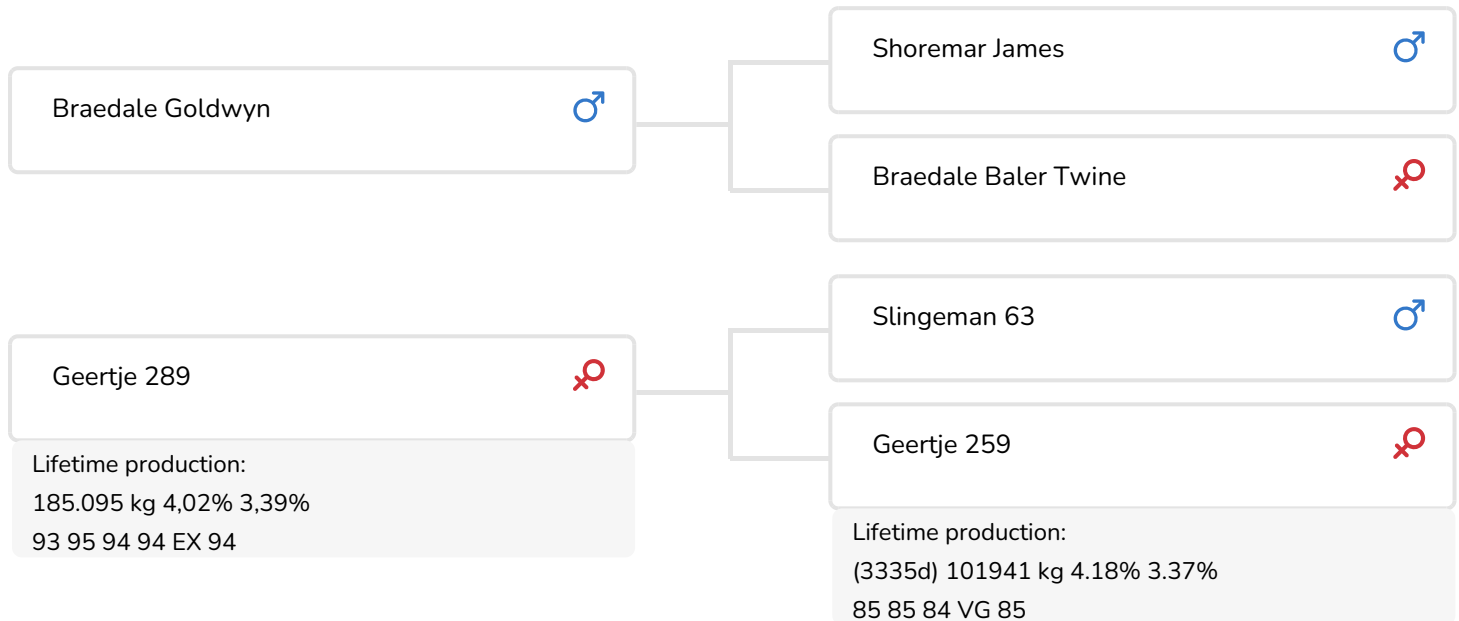 Shoremar James
Braedale Goldwyn
Braedale Baler Twine
Slingeman 63
Geertje 289
Geertje 259
Lifetime production:
185.095 kg 4,02% 3,39%
93 95 94 94 EX 94
Lifetime production:
(3335d) 101941 kg 4.18% 3.37%
85 85 84 VG 85